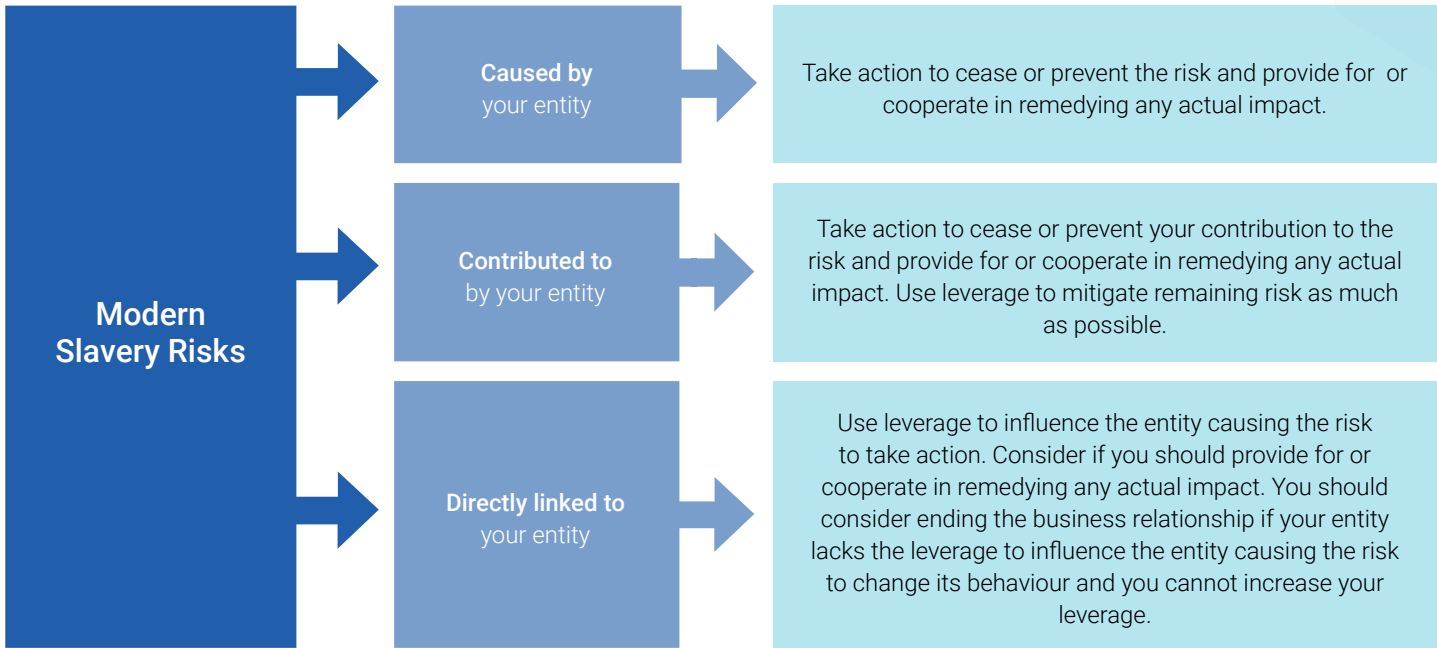 Modern
Slavery Risks
Caused by
your entity
Take action to cease or prevent the risk and provide for or
cooperate in remedying any actual impact.
Contributed to
by your entity
Take action to cease or prevent your contribution to the
risk and provide for or cooperate in remedying any actual
impact. Use leverage to mitigate remaining risk as much
as possible.
Directly linked to
your entity
Use leverage to influence the entity causing the risk
to take action. Consider if you should provide for or
cooperate in remedying any actual impact. You should
consider ending the business relationship if your entity
lacks the leverage to influence the entity causing the risk
to change its behaviour and you cannot increase your
leverage.